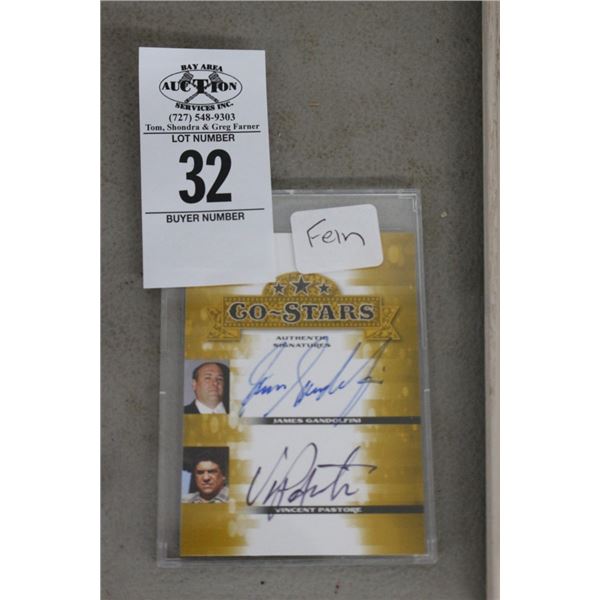 BAY AREA
AUCTION
SERVICES INC.
(727) 548-9303
Tom, Shondra & Greg Farner
LOT NUMBER
32
BUYER NUMBER
Fein
CO~STARS
AUTHENTIC
SIGNATURES
JAMES GANDOLFINI
VINCENT PASTORE